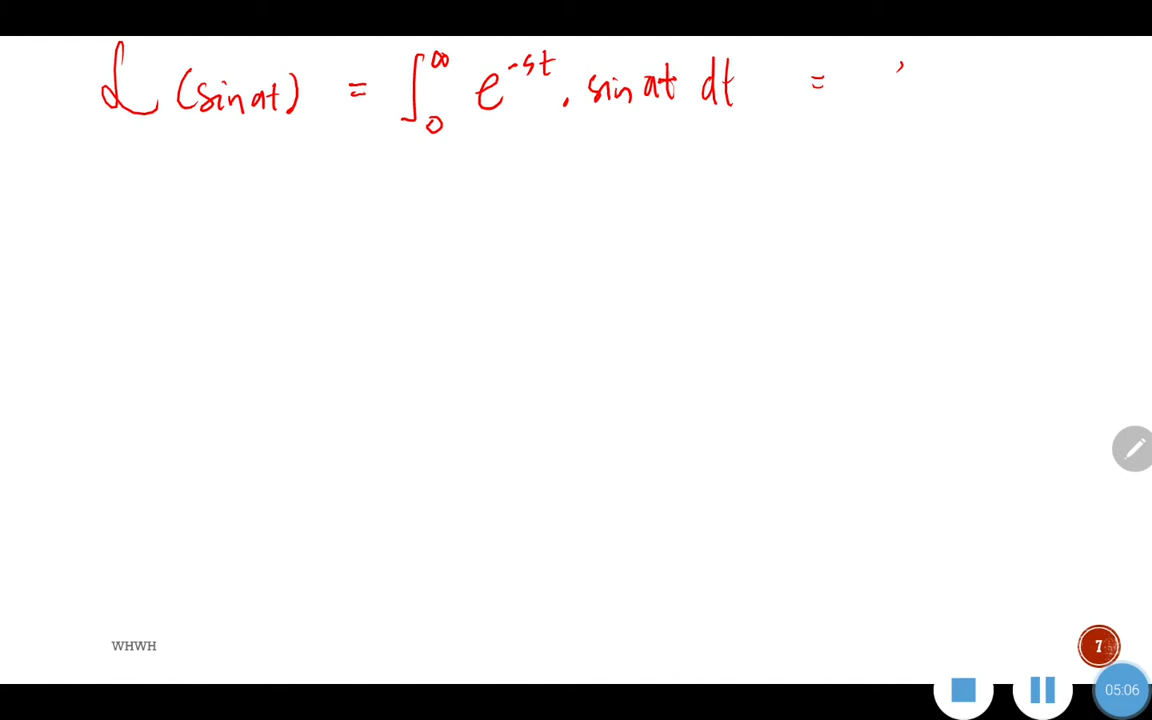 ℒ (sin at) = ∫₀^∞ e^{-st} . sin at dt =
WHWH
7
05:06